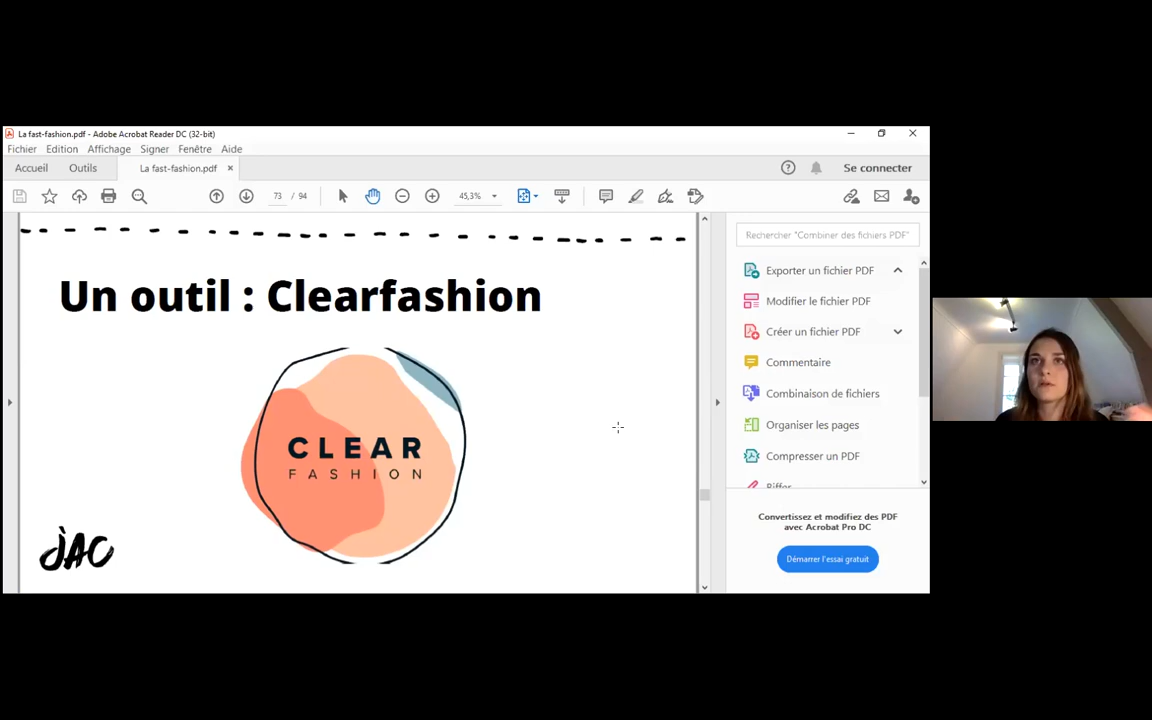 La fast-fashion.pdf - Adobe Acrobat Reader DC (32-bit)
Fichier Edition Affichage Signer Fenêtre Aide
Accueil Outils La fast-fashion.pdf × Se connecter
73 / 94 45,3%
Un outil : Clearfashion
CLEAR
FASHION
JAC
Rechercher "Combiner des fichiers PDF"
Exporter un fichier PDF
Modifier le fichier PDF
Créer un fichier PDF
Commentaire
Combinaison de fichiers
Organiser les pages
Compresser un PDF
Convertissez et modifiez des PDF
avec Acrobat Pro DC
Démarrer l'essai gratuit